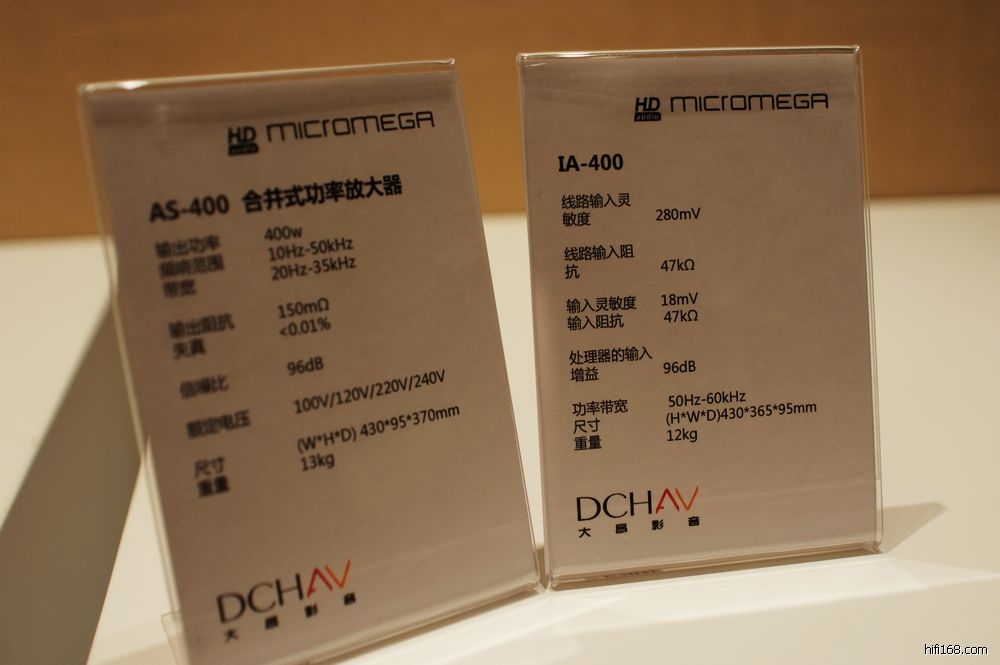 HD audio MICROMEGA
AS-400 合并式功率放大器
输出功率 400w
频响范围 10Hz-50kHz
带宽 20Hz-35kHz
输出阻抗 150mΩ
失真 <0.01%
信噪比 96dB
额定电压 100V/120V/220V/240V
尺寸 (W*H*D) 430*95*370mm
重量 13kg
DCHAV
大昌影音
HD audio MICROMEGA
IA-400
线路输入灵
敏度 280mV
线路输入阻
抗 47kΩ
输入灵敏度 18mV
输入阻抗 47kΩ
处理器的输入
增益 96dB
功率带宽 50Hz-60kHz
尺寸 (H*W*D)430*365*95mm
重量 12kg
DCHAV
大昌影音
hifi168.com